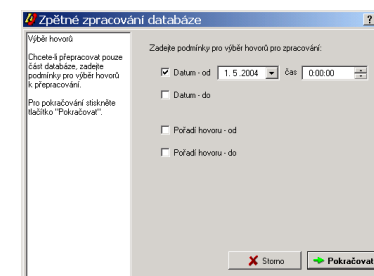 Zpětné zpracování databáze
?
Výběr hovorů
Chcete-li přepracovat pouze
část databáze, zadejte
podmínky pro výběr hovorů
k přepracování.
Pro pokračování stiskněte
tlačítko "Pokračovat".
Zadejte podmínky pro výběr hovorů pro zpracování:
Datum - od 1. 5 .2004 čas 0:00:00
Datum - do
Pořadí hovoru - od
Pořadí hovoru - do
Storno Pokračovat